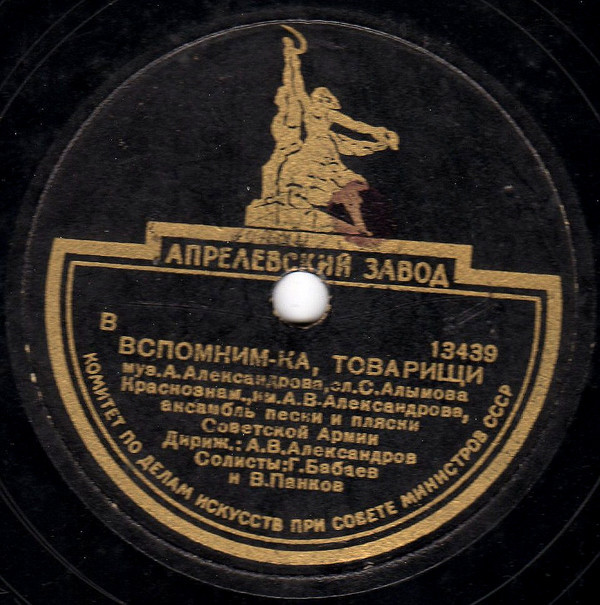 АПРЕЛЕВСКИЙ ЗАВОД
В 13439
ВСПОМНИМ-КА, ТОВАРИЩИ
муз. А. Александрова, сл. С. Алымова
Краснознам., им. А. В. Александрова,
ансамбль песни и пляски
Советской Армии
Дириж.: А. В. Александров
Солисты: Г. Бабаев
и В. Панков
КОМИТЕТ ПО ДЕЛАМ ИСКУССТВ ПРИ СОВЕТЕ МИНИСТРОВ СССР